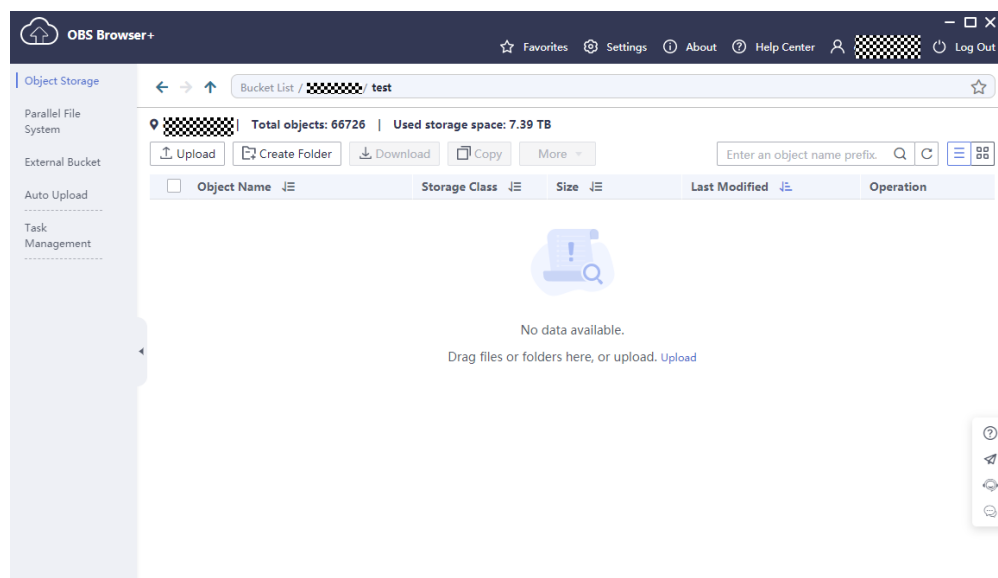 OBS Browser+
Favorites Settings About Help Center Log Out
Object Storage
Parallel File
System
External Bucket
Auto Upload
Task
Management
Bucket List / / test
| Total objects: 66726 | Used storage space: 7.39 TB
Upload Create Folder Download Copy More Enter an object name prefix.
Object Name Storage Class Size Last Modified Operation
No data available.
Drag files or folders here, or upload. Upload